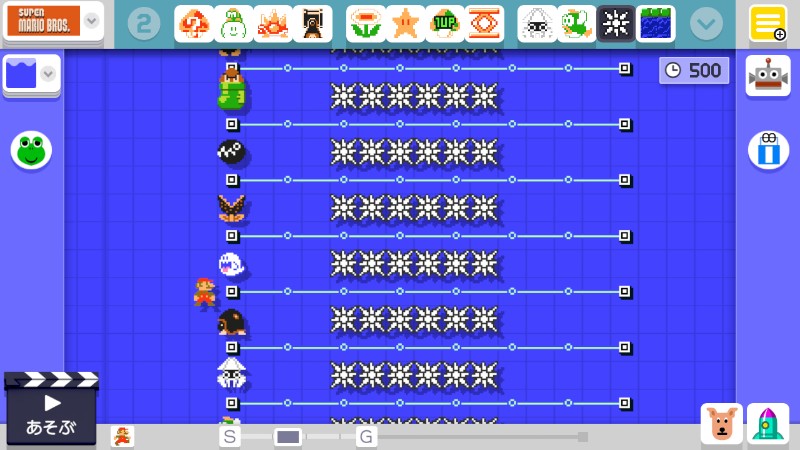 SUPER
MARIO BROS.
2
1UP
500
あそぶ
S
G